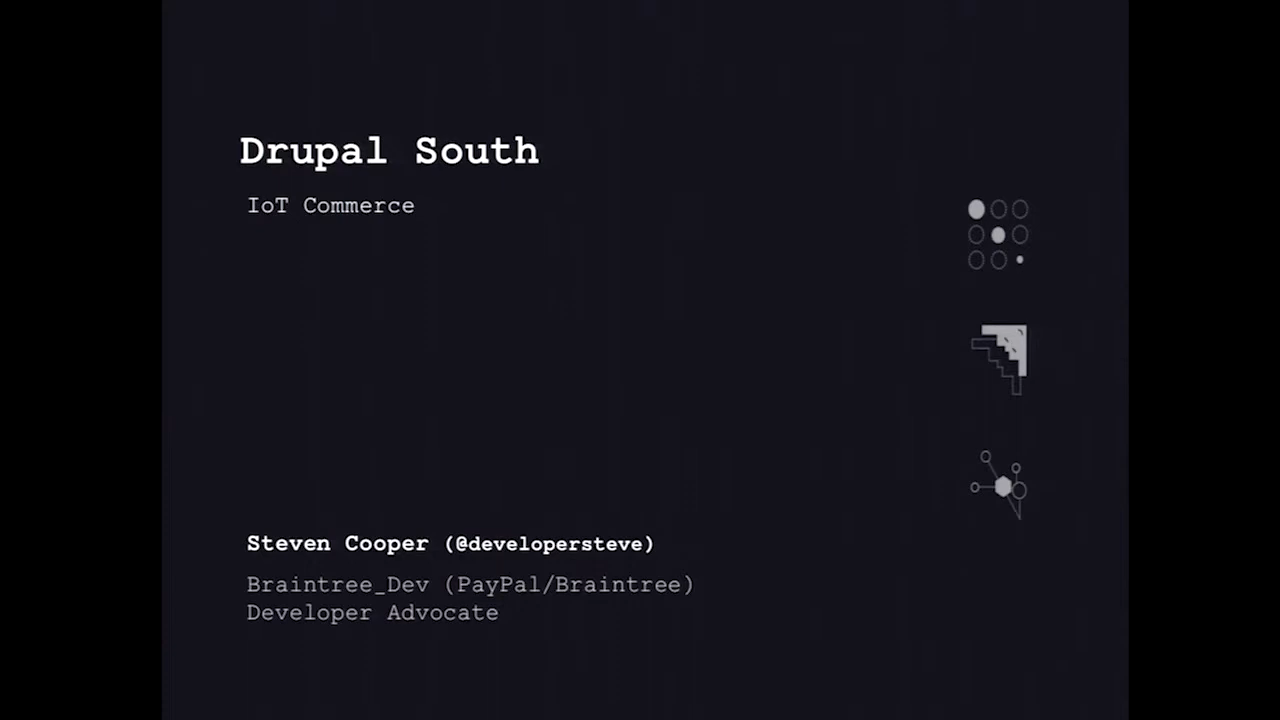 Drupal South
IoT Commerce
Steven Cooper (@developersteve)
Braintree_Dev (PayPal/Braintree)
Developer Advocate